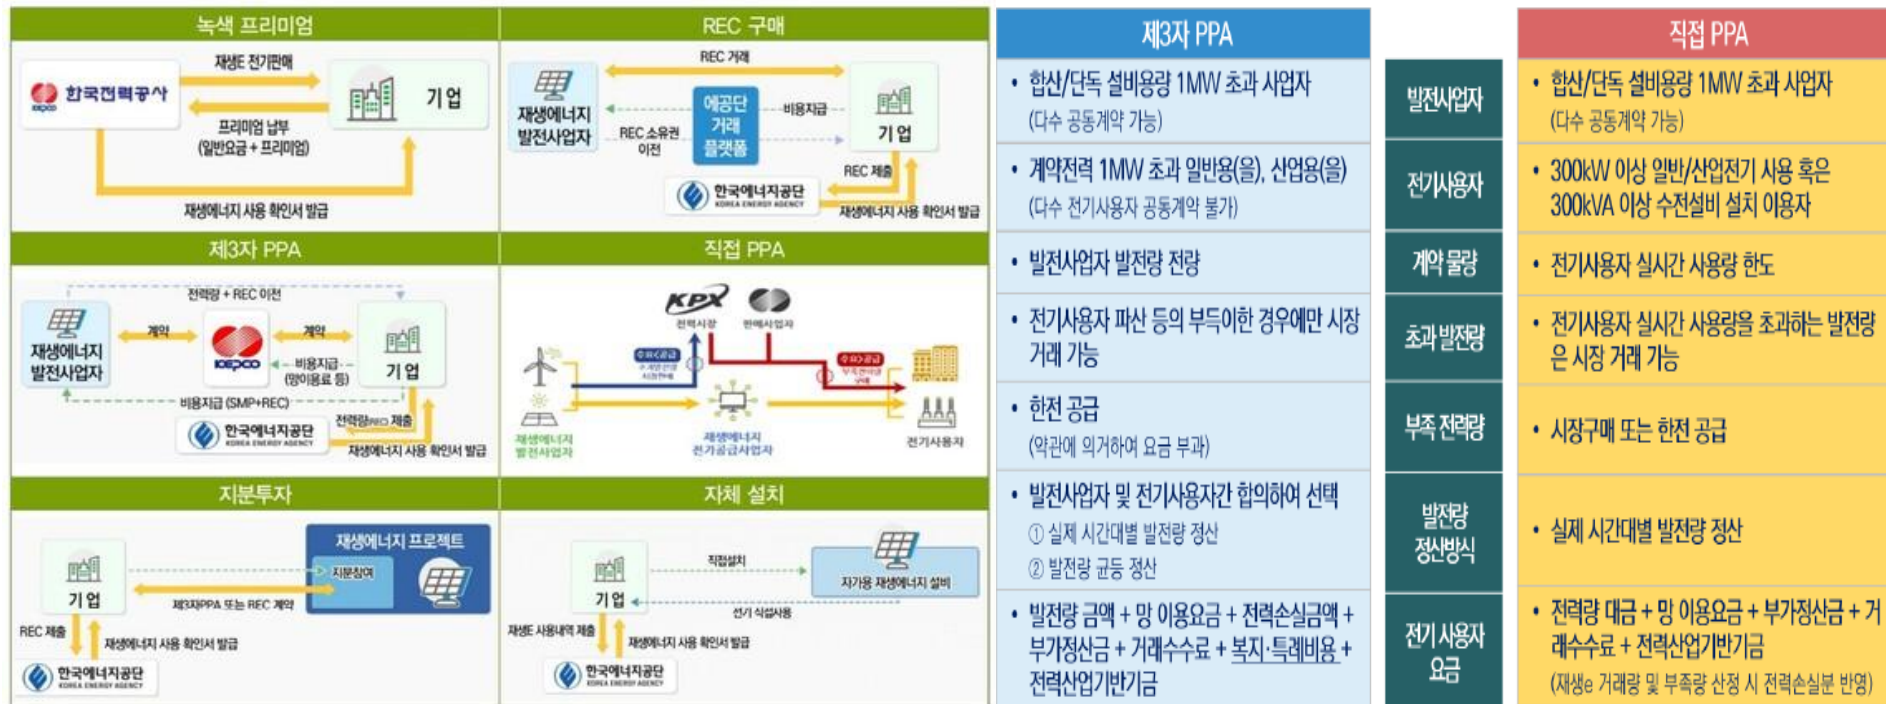 녹색 프리미엄
재생E 전기판매
KEPCO 한국전력공사
기업
프리미엄 납부
(일반요금 + 프리미엄)
재생에너지 사용 확인서 발급
REC 구매
REC 거래
재생에너지
발전사업자
에공단
거래
플랫폼
비용지급
기업
REC 소유권
이전
REC 제출
한국에너지공단
KOREA ENERGY AGENCY
재생에너지 사용 확인서 발급
제3자 PPA
전력량 + REC 이전
계약
계약
재생에너지
발전사업자
KEPCO
기업
비용지급
(망이용료 등)
비용지급 (SMP+REC)
전력량(REC) 제출
한국에너지공단
KOREA ENERGY AGENCY
재생에너지 사용 확인서 발급
직접 PPA
KPX
전력시장
판매사업자
수요<공급
수요>공급
재생에너지
발전사업자
재생에너지
전기공급사업자
전기사용자
지분투자
재생에너지 프로젝트
지분참여
기업
제3자PPA 또는 REC 계약
REC 제출
재생에너지 사용 확인서 발급
한국에너지공단
KOREA ENERGY AGENCY
자체 설치
직접설치
자가용 재생에너지 설비
기업
전기 직접사용
재생E 사용내역 제출
재생에너지 사용 확인서 발급
한국에너지공단
KOREA ENERGY AGENCY
제3자 PPA
직접 PPA
• 합산/단독 설비용량 1MW 초과 사업자
(다수 공동계약 가능)
발전사업자
• 합산/단독 설비용량 1MW 초과 사업자
(다수 공동계약 가능)
• 계약전력 1MW 초과 일반용(을), 산업용(을)
(다수 전기사용자 공동계약 불가)
전기사용자
• 300kW 이상 일반/산업전기 사용 혹은
300kVA 이상 수전설비 설치 이용자
• 발전사업자 발전량 전량
계약 물량
• 전기사용자 실시간 사용량 한도
• 전기사용자 파산 등의 부득이한 경우에만 시장
거래 가능
초과 발전량
• 전기사용자 실시간 사용량을 초과하는 발전량
은 시장 거래 가능
• 한전 공급
(약관에 의거하여 요금 부과)
부족 전력량
• 시장구매 또는 한전 공급
• 발전사업자 및 전기사용자간 합의하여 선택
① 실제 시간대별 발전량 정산
② 발전량 균등 정산
발전량
정산방식
• 실제 시간대별 발전량 정산
• 발전량 금액 + 망 이용요금 + 전력손실금액 +
부가정산금 + 거래수수료 + 복지·특례비용 +
전력산업기반기금
전기 사용자
요금
• 전력량 대금 + 망 이용요금 + 부가정산금 + 거
래수수료 + 전력산업기반기금
(재생e 거래량 및 부족량 산정 시 전력손실분 반영)